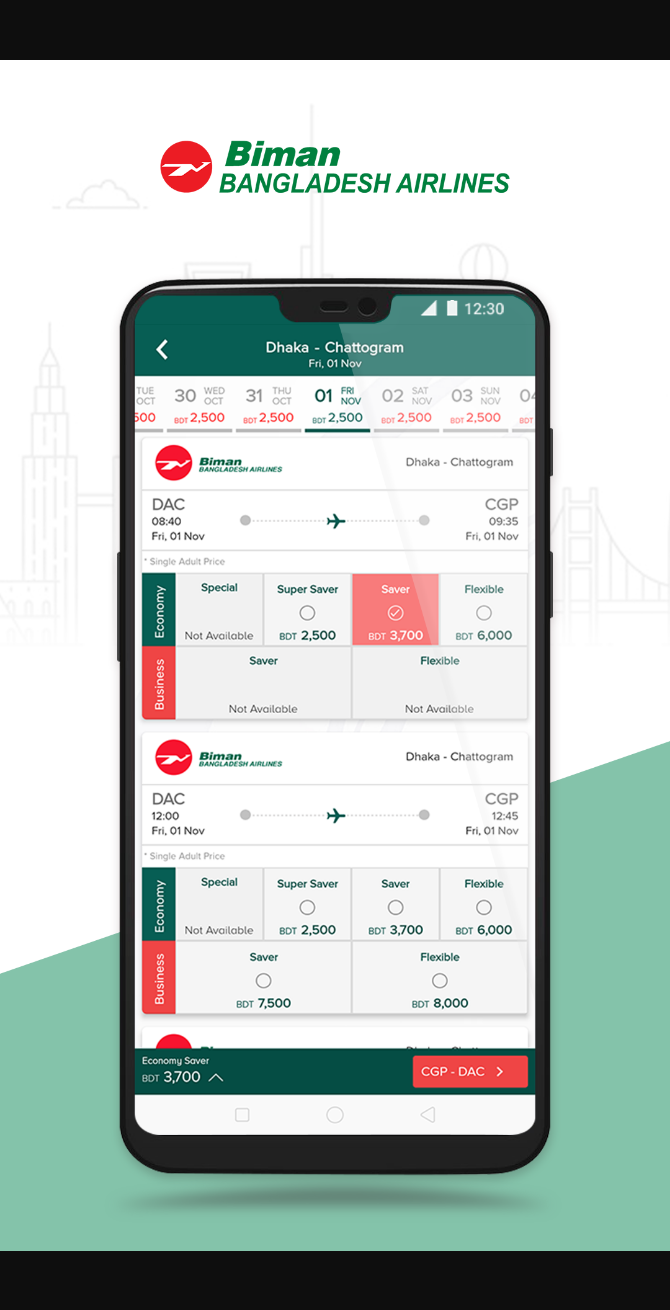 Biman
BANGLADESH AIRLINES
12:30
Dhaka - Chattogram
Fri, 01 Nov
TUE OCT 500
30 WED OCT BDT 2,500
31 THU OCT BDT 2,500
01 FRI NOV BDT 2,500
02 SAT NOV BDT 2,500
03 SUN NOV BDT 2,500
04 BDT
Biman
BANGLADESH AIRLINES
Dhaka - Chattogram
DAC CGP
08:40 09:35
Fri, 01 Nov Fri, 01 Nov
* Single Adult Price
Economy
Special Super Saver Saver Flexible
Not Available BDT 2,500 BDT 3,700 BDT 6,000
Business
Saver Flexible
Not Available Not Available
Biman
BANGLADESH AIRLINES
Dhaka - Chattogram
DAC CGP
12:00 12:45
Fri, 01 Nov Fri, 01 Nov
* Single Adult Price
Economy
Special Super Saver Saver Flexible
Not Available BDT 2,500 BDT 3,700 BDT 6,000
Business
Saver Flexible
BDT 7,500 BDT 8,000
Economy Saver
BDT 3,700
CGP - DAC